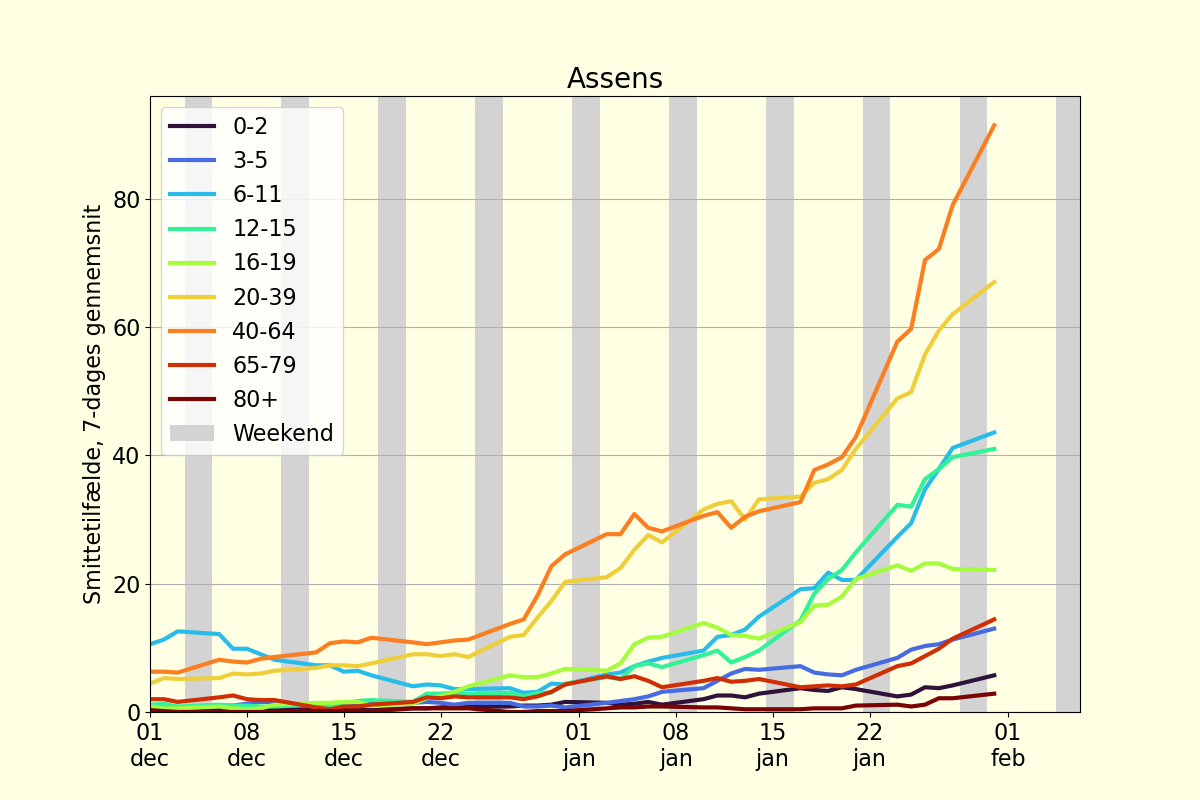 Assens
Smittetilfælde, 7-dages gennemsnit
80
60
40
20
0
0-2
3-5
6-11
12-15
16-19
20-39
40-64
65-79
80+
Weekend
01 08 15 22 01 08 15 22 01
dec dec dec dec jan jan jan jan feb